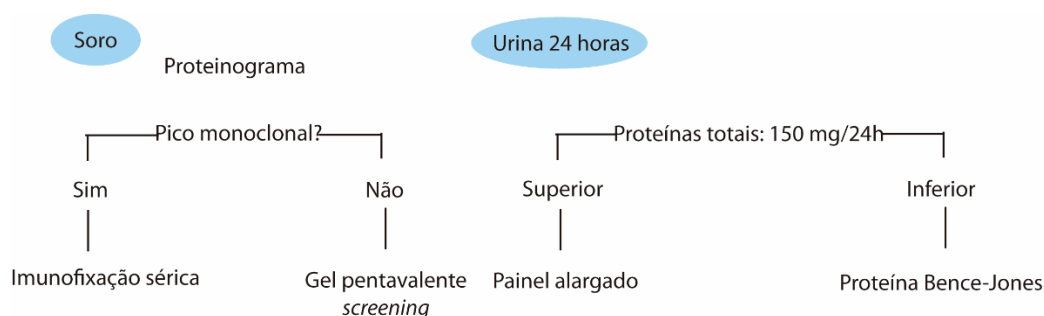 Soro
Proteinograma
Pico monoclonal?
Sim
Não
Imunofixação sérica
Gel pentavalente
screening
Urina 24 horas
Proteínas totais: 150 mg/24h
Superior
Inferior
Painel alargado
Proteína Bence-Jones